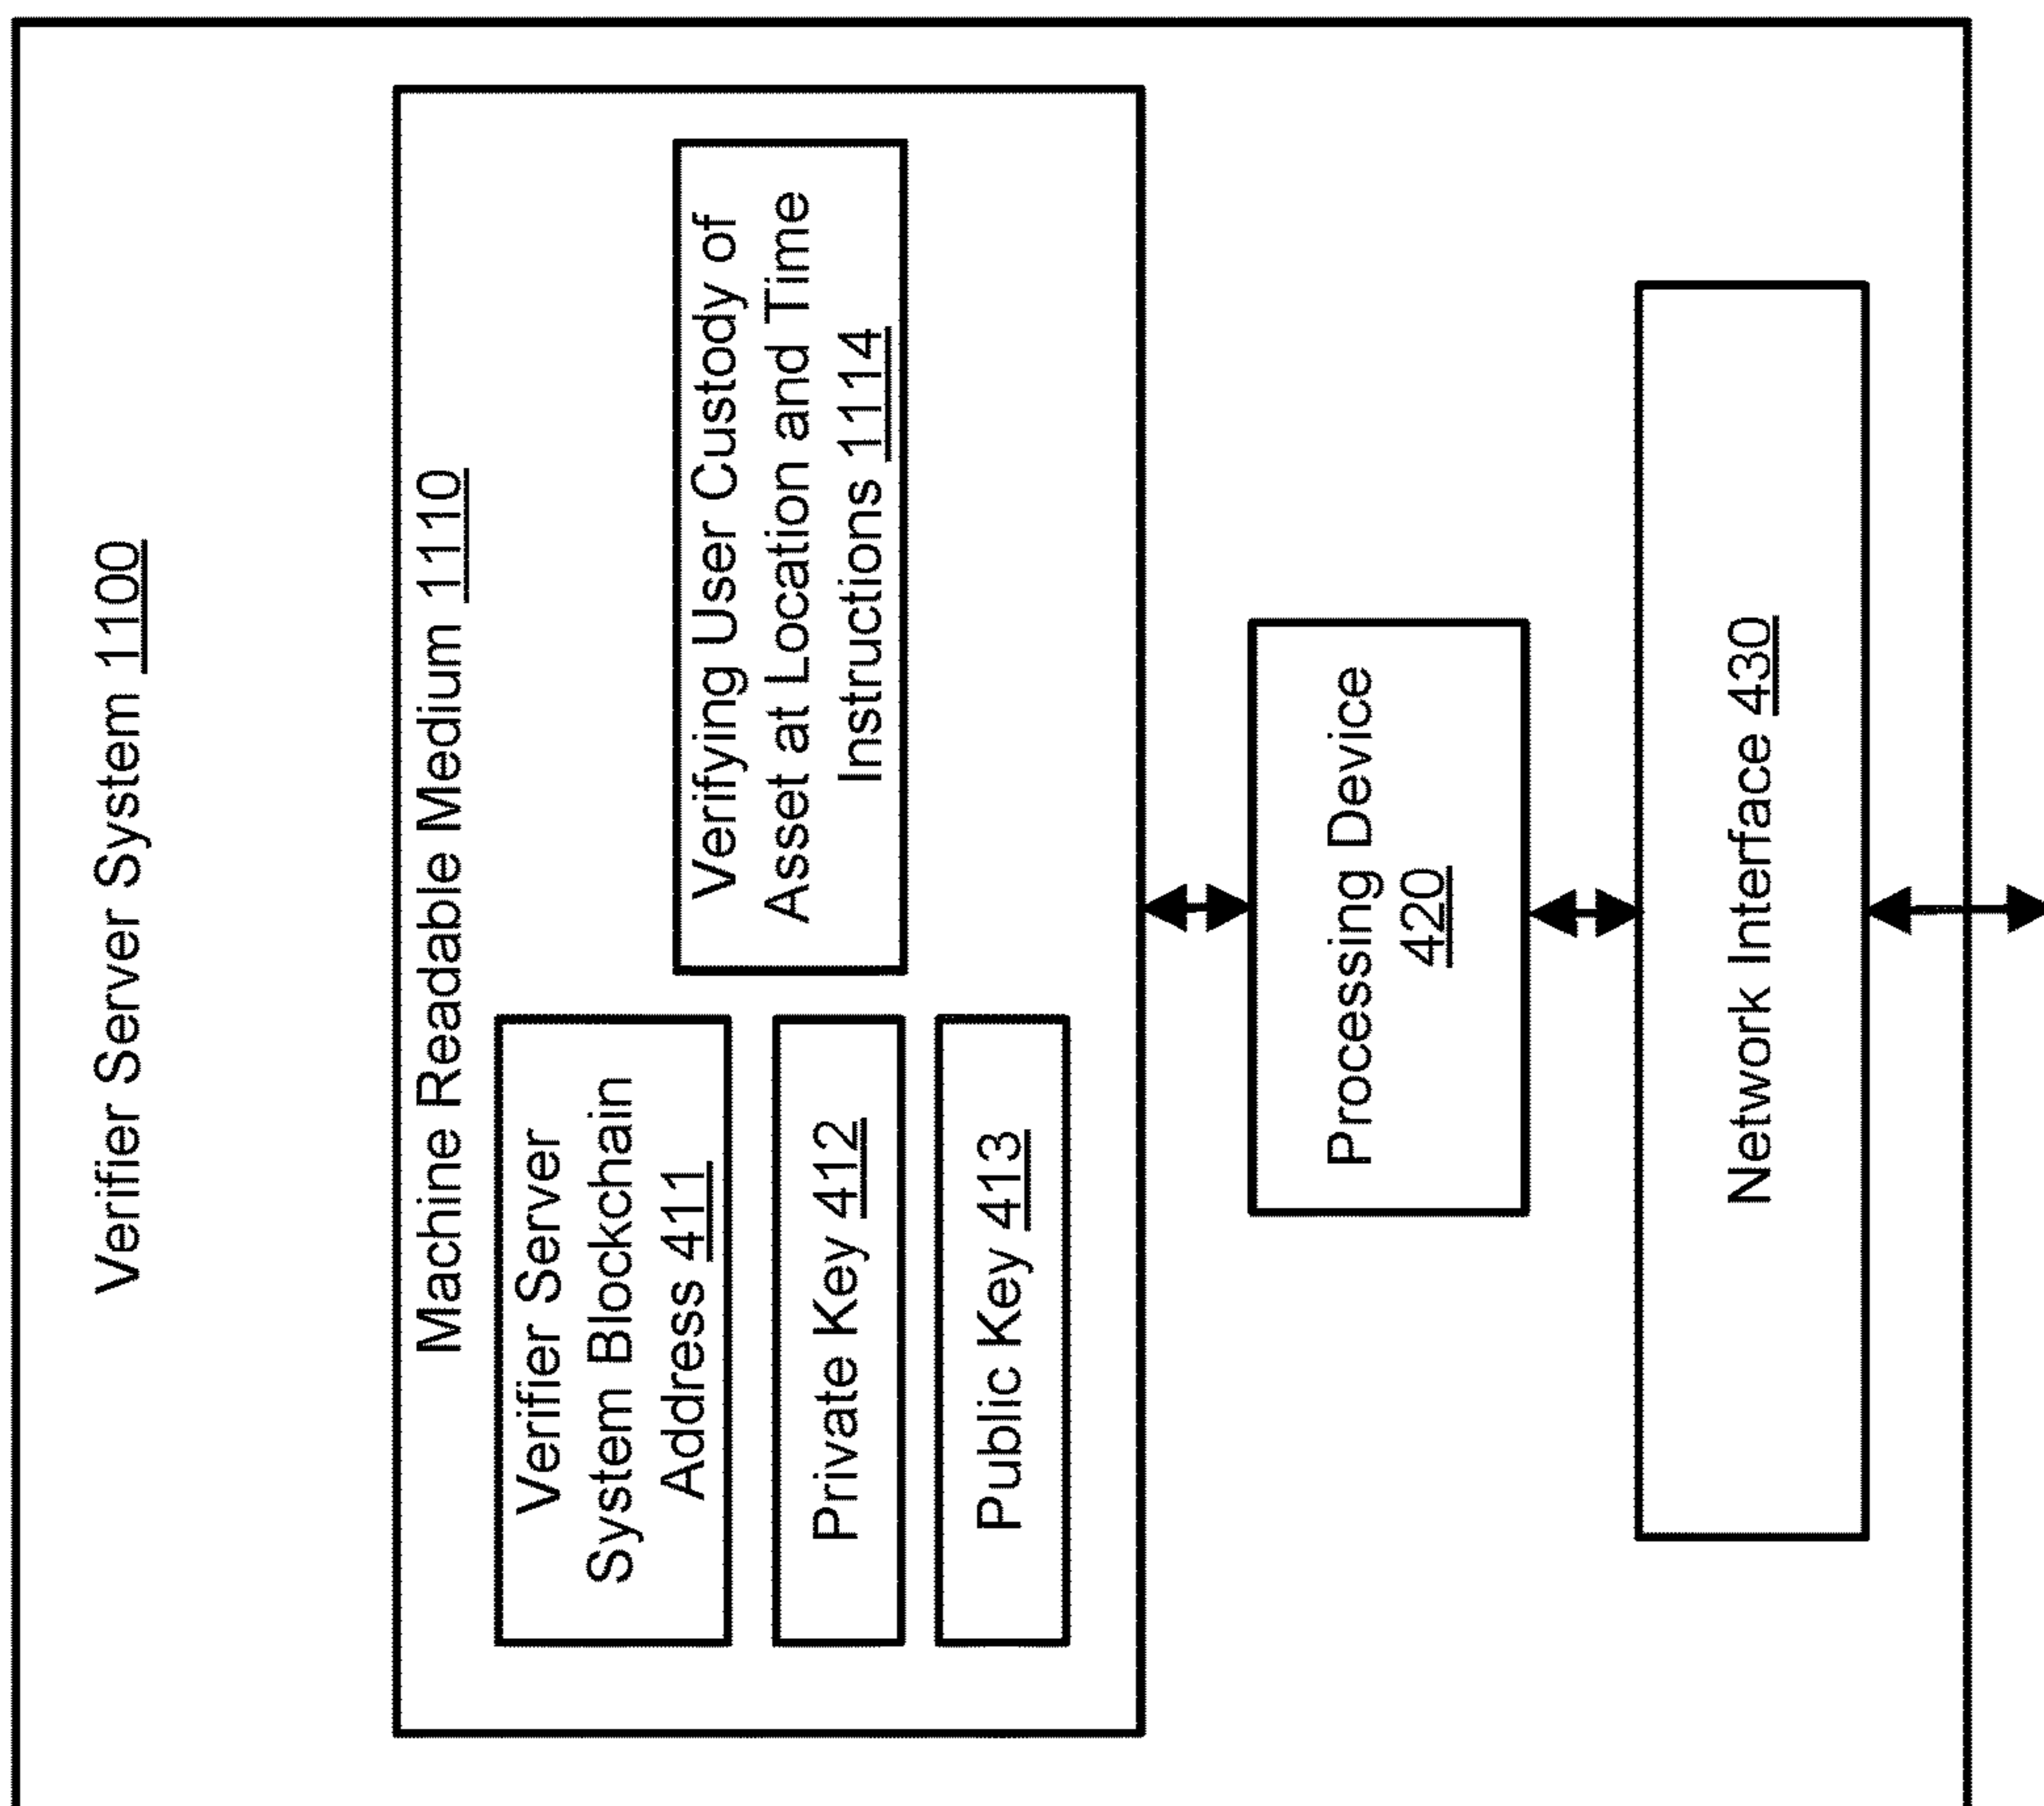 Verifier Server System 1100
Machine Readable Medium 1110
Verifier Server
System Blockchain
Address 411
Private Key 412
Public Key 413
Verifying User Custody of
Asset at Location and Time
Instructions 1114
Processing Device
420
Network Interface 430